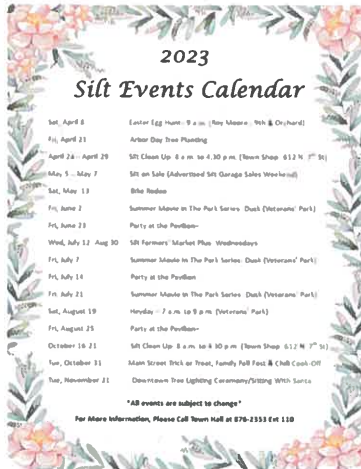 2023
Silt Events Calendar
Sat, April 8 Easter Egg Hunt- 9 a.m. (Roy Moore - 9th & Orchard)
Fri, April 21 Arbor Day Tree Planting
April 24 - April 29 Silt Clean Up 8 a.m. to 4:30 p.m. (Town Shop 612 N 7th St)
May 5 - May 7 Silt on Sale (Advertised Silt Garage Sales Weekend)
Sat, May 13 Bike Rodeo
Fri, June 2 Summer Movie In The Park Series- Dusk (Veterans' Park)
Fri, June 23 Party at the Pavilion~
Wed, July 12 Aug 30 Silt Farmers' Market Plus Wednesdays
Fri, July 7 Summer Movie In The Park Series- Dusk (Veterans' Park)
Fri, July 14 Party at the Pavilion
Fri, July 21 Summer Movie In The Park Series Dusk (Veterans' Park)
Sat, August 19 Heyday - 7 a.m. to 9 p.m. (Veterans' Park)
Fri, August 25 Party at the Pavilion~
October 16 21 Silt Clean Up 8 a.m. to 4:30 p.m. (Town Shop 612 N 7th St)
Tue, October 31 Main Street Trick or Treat, Family Fall Fest & Chili Cook-Off
Tue, November 21 Downtown Tree Lighting Ceremony/Sitting With Santa
*All events are subject to change*
For More Information, Please Call Town Hall at 876-2353 Ext 110